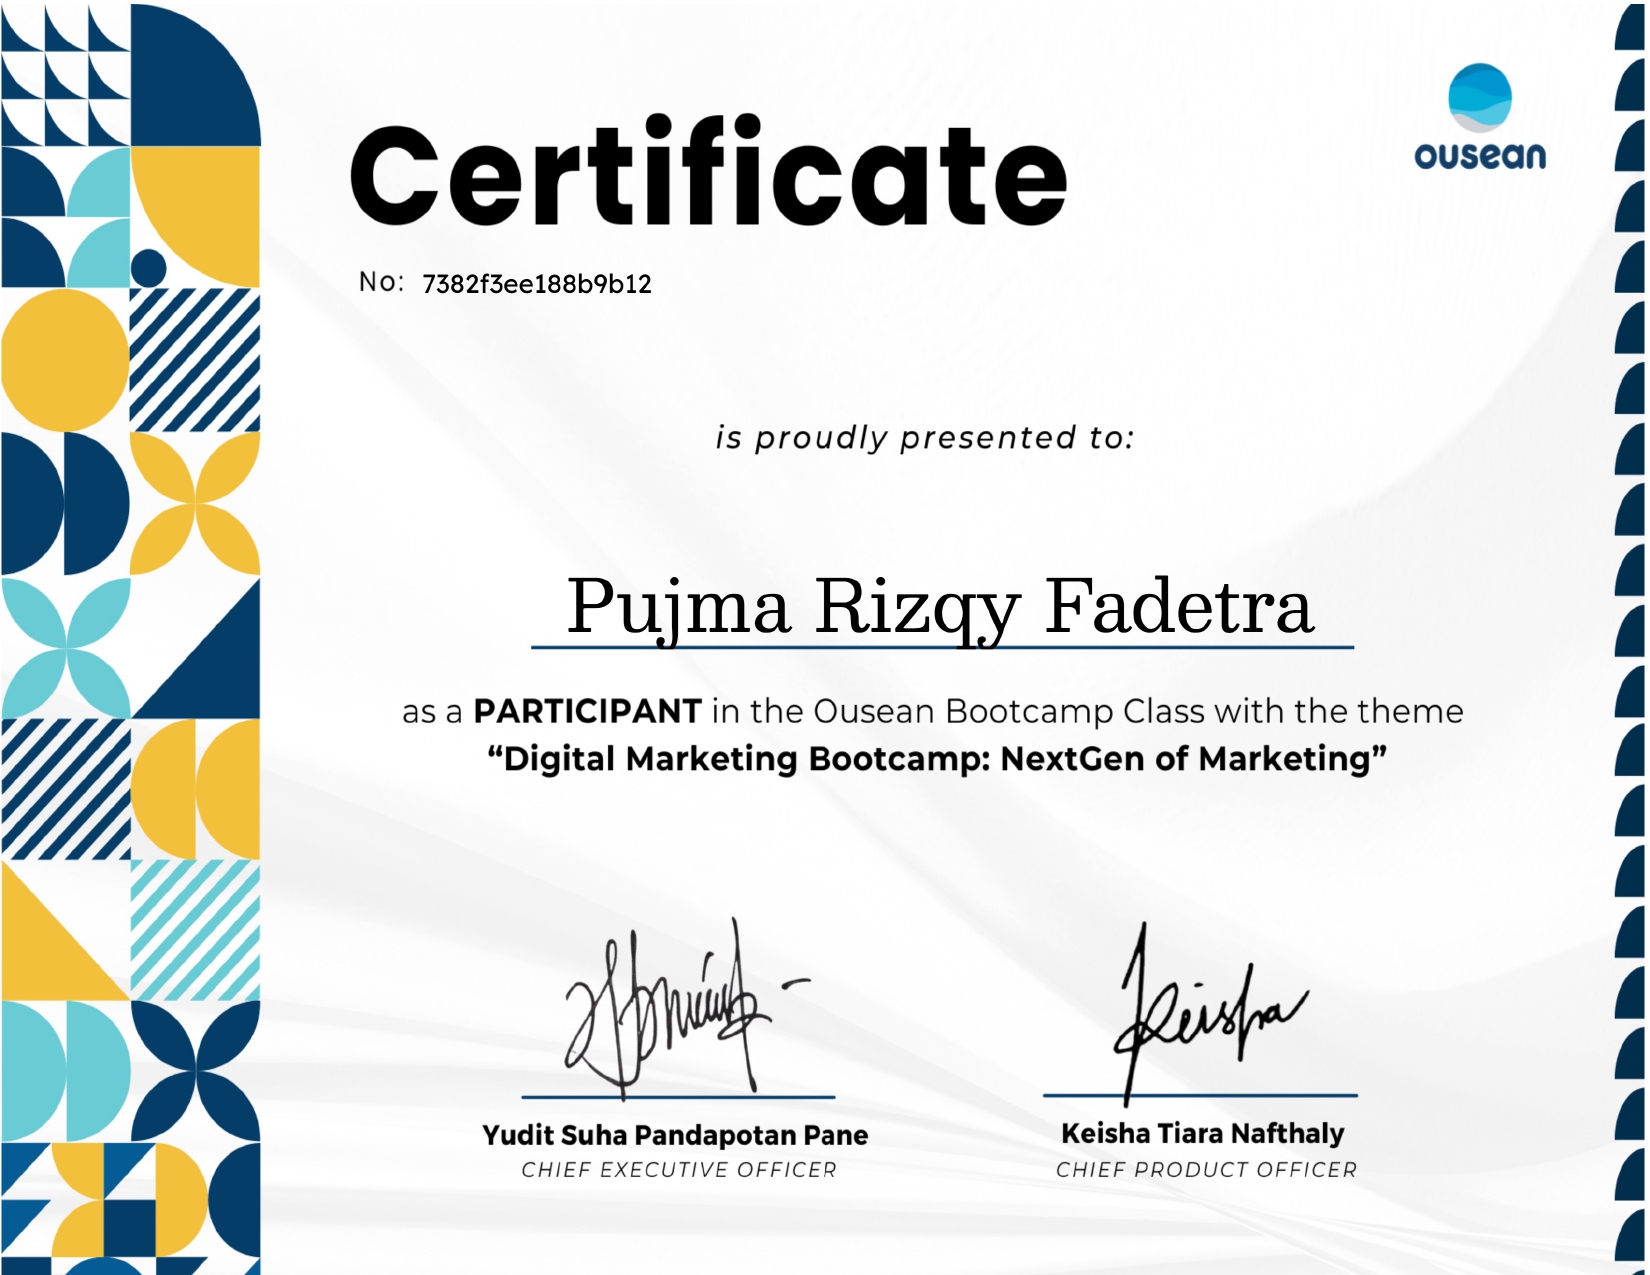 ousean
Certificate
No: 7382f3ee188b9b12
is proudly presented to:
Pujma Rizqy Fadetra
as a PARTICIPANT in the Ousean Bootcamp Class with the theme
“Digital Marketing Bootcamp: NextGen of Marketing”
Keisha
Yudit Suha Pandapotan Pane
CHIEF EXECUTIVE OFFICER
Keisha Tiara Nafthaly
CHIEF PRODUCT OFFICER